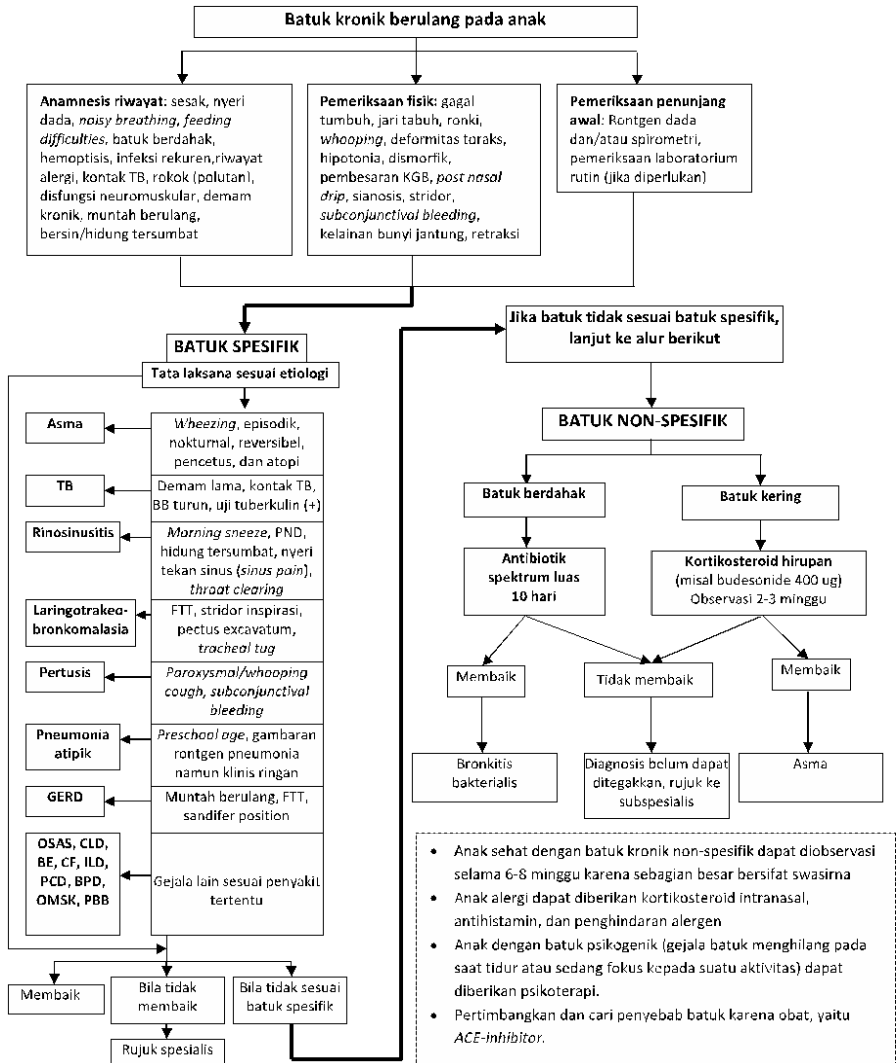 Batuk kronik berulang pada anak
Anamnesis riwayat: sesak, nyeri
dada, noisy breathing, feeding
difficulties, batuk berdahak,
hemoptisis, infeksi rekuren,riwayat
alergi, kontak TB, rokok (polutan),
disfungsi neuromuskular, demam
kronik, muntah berulang,
bersin/hidung tersumbat
Pemeriksaan fisik: gagal
tumbuh, jari tabuh, ronki,
whooping, deformitas toraks,
hipotonia, dismorfik,
pembesaran KGB, post nasal
drip, sianosis, stridor,
subconjunctival bleeding,
kelainan bunyi jantung, retraksi
Pemeriksaan penunjang
awal: Rontgen dada
dan/atau spirometri,
pemeriksaan laboratorium
rutin (jika diperlukan)
BATUK SPESIFIK
Tata laksana sesuai etiologi
Asma
Wheezing, episodik,
nokturnal, reversibel,
pencetus, dan atopi
TB
Demam lama, kontak TB,
BB turun, uji tuberkulin (+)
Rinosinusitis
Morning sneeze, PND,
hidung tersumbat, nyeri
tekan sinus (sinus pain),
throat clearing
Laringotrakeo-
bronkomalasia
FTT, stridor inspirasi,
pectus excavatum,
tracheal tug
Pertusis
Paroxysmal/whooping
cough, subconjunctival
bleeding
Pneumonia
atipik
Preschool age, gambaran
rontgen pneumonia
namun klinis ringan
GERD
Muntah berulang, FTT,
sandifer position
OSAS, CLD,
BE, CF, ILD,
PCD, BPD,
OMSK, PBB
Gejala lain sesuai penyakit
tertentu
Membaik
Bila tidak
membaik
Bila tidak sesuai
batuk spesifik
Rujuk spesialis
Jika batuk tidak sesuai batuk spesifik,
lanjut ke alur berikut
BATUK NON-SPESIFIK
Batuk berdahak
Batuk kering
Antibiotik
spektrum luas
10 hari
Kortikosteroid hirupan
(misal budesonide 400 ug)
Observasi 2-3 minggu
Membaik
Tidak membaik
Membaik
Bronkitis
bakterialis
Diagnosis belum dapat
ditegakkan, rujuk ke
subspesialis
Asma
• Anak sehat dengan batuk kronik non-spesifik dapat diobservasi
selama 6-8 minggu karena sebagian besar bersifat swasirna
• Anak alergi dapat diberikan kortikosteroid intranasal,
antihistamin, dan penghindaran alergen
• Anak dengan batuk psikogenik (gejala batuk menghilang pada
saat tidur atau sedang fokus kepada suatu aktivitas) dapat
diberikan psikoterapi.
• Pertimbangkan dan cari penyebab batuk karena obat, yaitu
ACE-inhibitor.